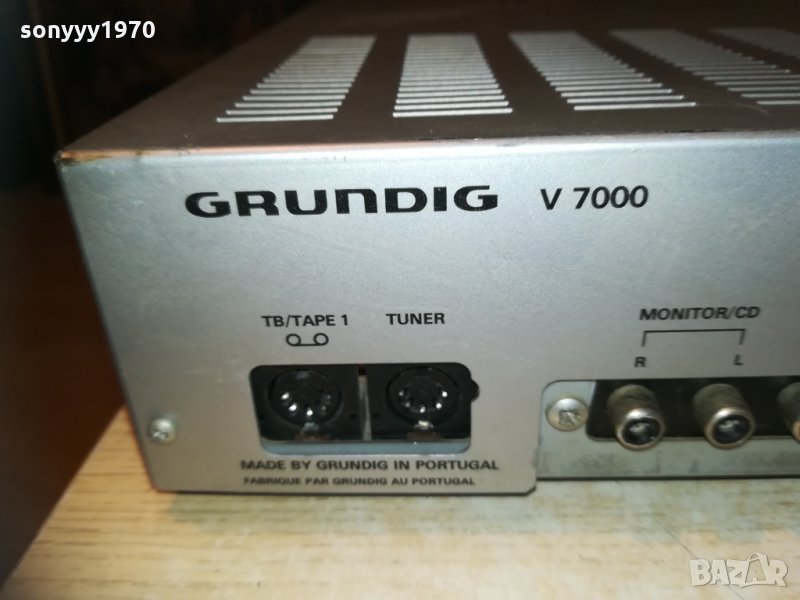 sonyyy1970
GRUNDIG V 7000
TB/TAPE 1 TUNER
MONITOR/CD
R L
MADE BY GRUNDIG IN PORTUGAL
FABRIQUE PAR GRUNDIG AU PORTUGAL
BAZAR